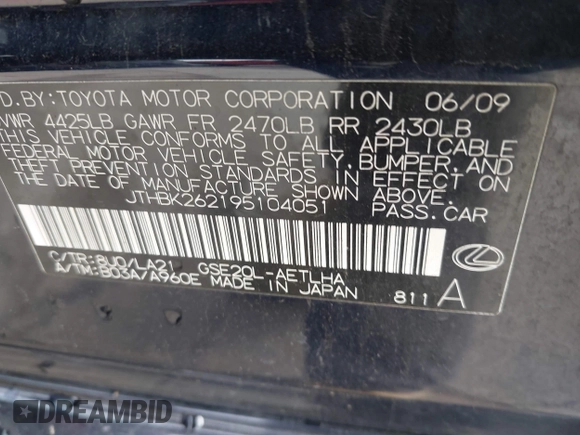 D.BY:TOYOTA MOTOR CORPORATION 06/09
VWR 4425LB GAWR FR 2470LB RR 2430LB
THIS VEHICLE CONFORMS TO ALL APPLICABLE
FEDERAL MOTOR VEHICLE SAFETY, BUMPER, AND
THEFT PREVENTION STANDARDS IN EFFECT ON
THE DATE OF MANUFACTURE SHOWN ABOVE.
JTHBK262195104051 PASS.CAR
C/TR:8U0/LA21 GSE20L-AETLHA
A/TM:B03A/A960E MADE IN JAPAN
811 A
DREAMBID